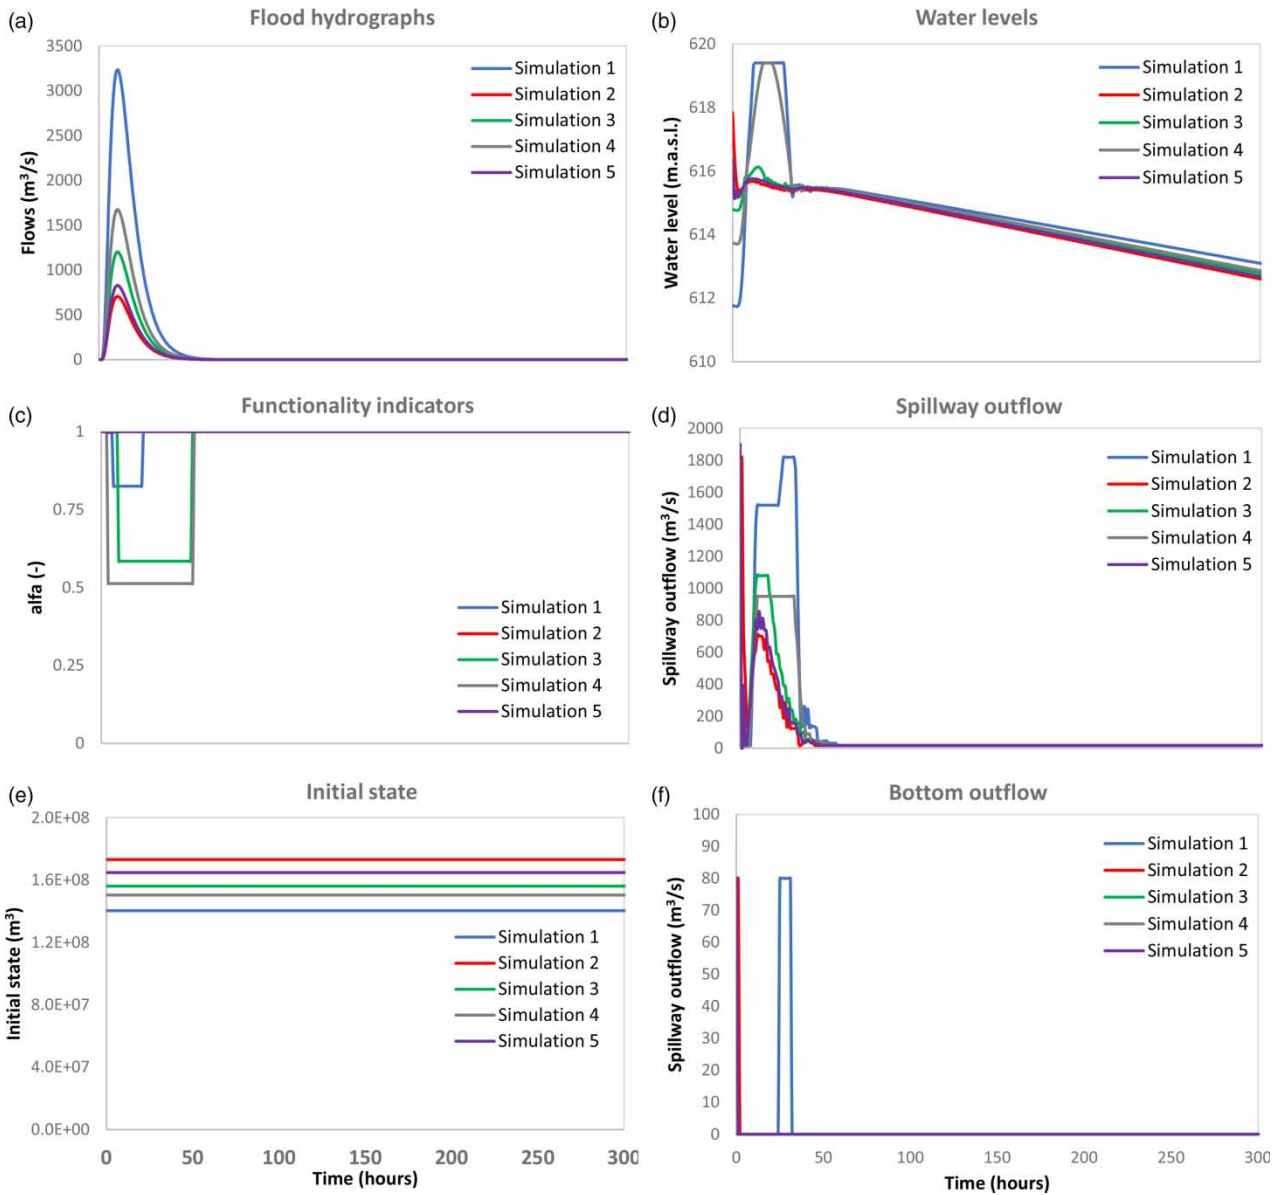 (a) Flood hydrographs
3500
3000
2500
2000
1500
1000
500
0
Flows (m³/s)
Simulation 1
Simulation 2
Simulation 3
Simulation 4
Simulation 5
(b) Water levels
620
618
616
614
612
610
Water level (m.a.s.l.)
Simulation 1
Simulation 2
Simulation 3
Simulation 4
Simulation 5
(c) Functionality indicators
1
0.75
0.5
0.25
0
alfa (-)
Simulation 1
Simulation 2
Simulation 3
Simulation 4
Simulation 5
(d) Spillway outflow
2000
1800
1600
1400
1200
1000
800
600
400
200
0
Spillway outflow (m³/s)
Simulation 1
Simulation 2
Simulation 3
Simulation 4
Simulation 5
(e) Initial state
2.0E+08
1.6E+08
1.2E+08
8.0E+07
4.0E+07
0.0E+00
Initial state (m³)
Simulation 1
Simulation 2
Simulation 3
Simulation 4
Simulation 5
0 50 100 150 200 250 300
Time (hours)
(f) Bottom outflow
100
90
80
70
60
50
40
30
20
10
0
Spillway outflow (m³/s)
Simulation 1
Simulation 2
Simulation 3
Simulation 4
Simulation 5
0 50 100 150 200 250 300
Time (hours)